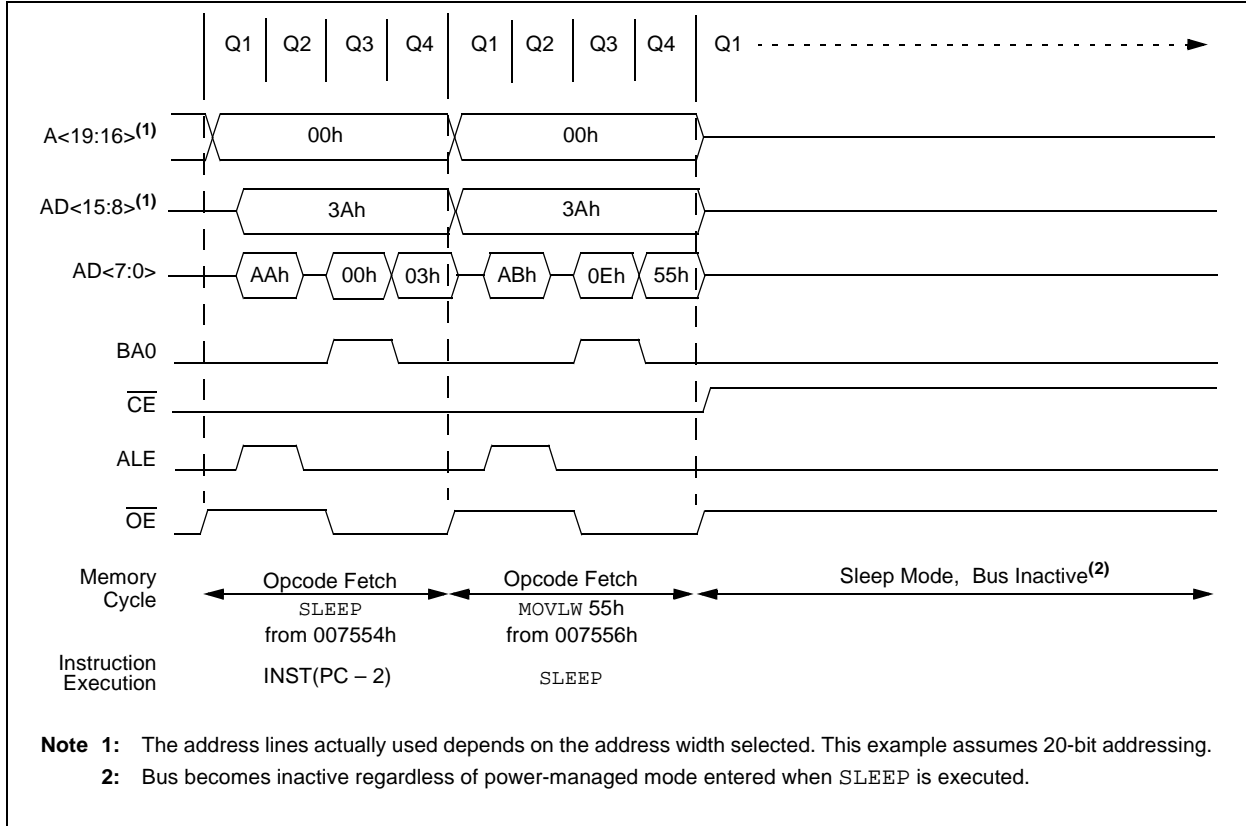 Q1 Q2 Q3 Q4 Q1 Q2 Q3 Q4 Q1
A<19:16>(1) 00h 00h
AD<15:8>(1) 3Ah 3Ah
AD<7:0> AAh 00h 03h ABh 0Eh 55h
BA0
CE
ALE
OE
Memory Cycle
Opcode Fetch
SLEEP
from 007554h
Opcode Fetch
MOVLW 55h
from 007556h
Sleep Mode, Bus Inactive(2)
Instruction Execution
INST(PC – 2)
SLEEP
Note 1: The address lines actually used depends on the address width selected. This example assumes 20-bit addressing.
2: Bus becomes inactive regardless of power-managed mode entered when SLEEP is executed.